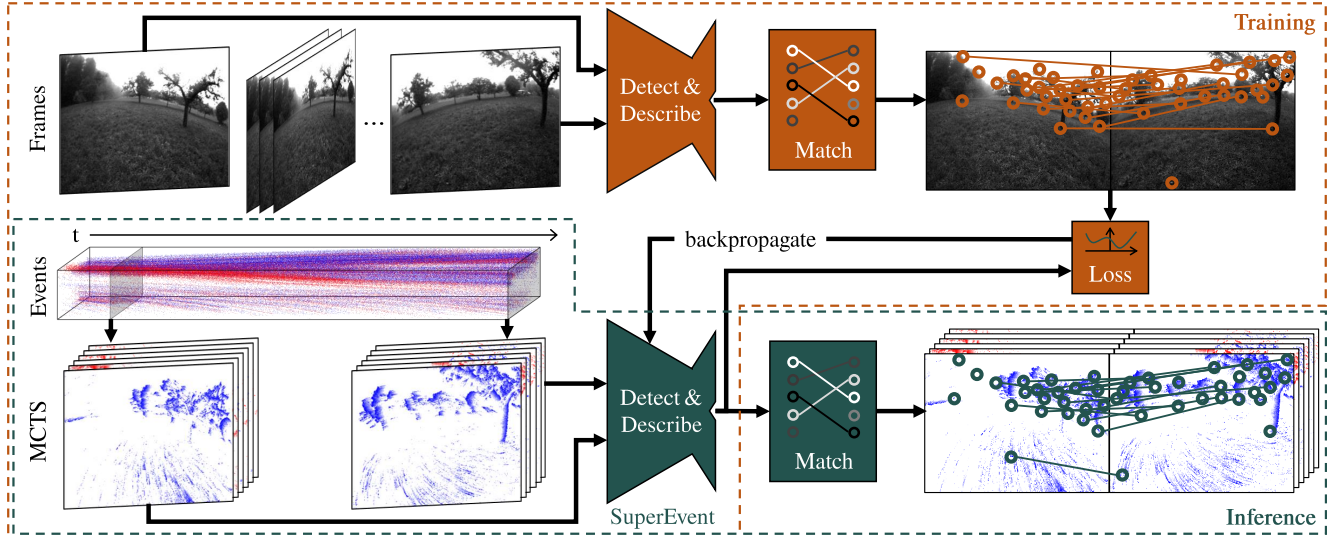 Training
Frames
...
Detect &
Describe
Match
t
backpropagate
Loss
Events
MCTS
Detect &
Describe
Match
SuperEvent
Inference